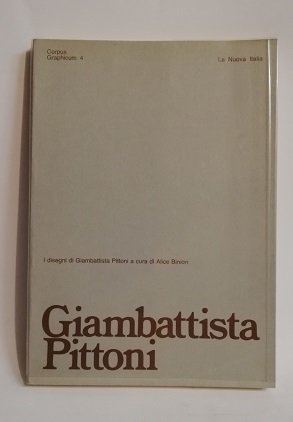 Corpus
Graphicum 4
La Nuova Italia
I disegni di Giambattista Pittoni a cura di Alice Binion
Giambattista
Pittoni